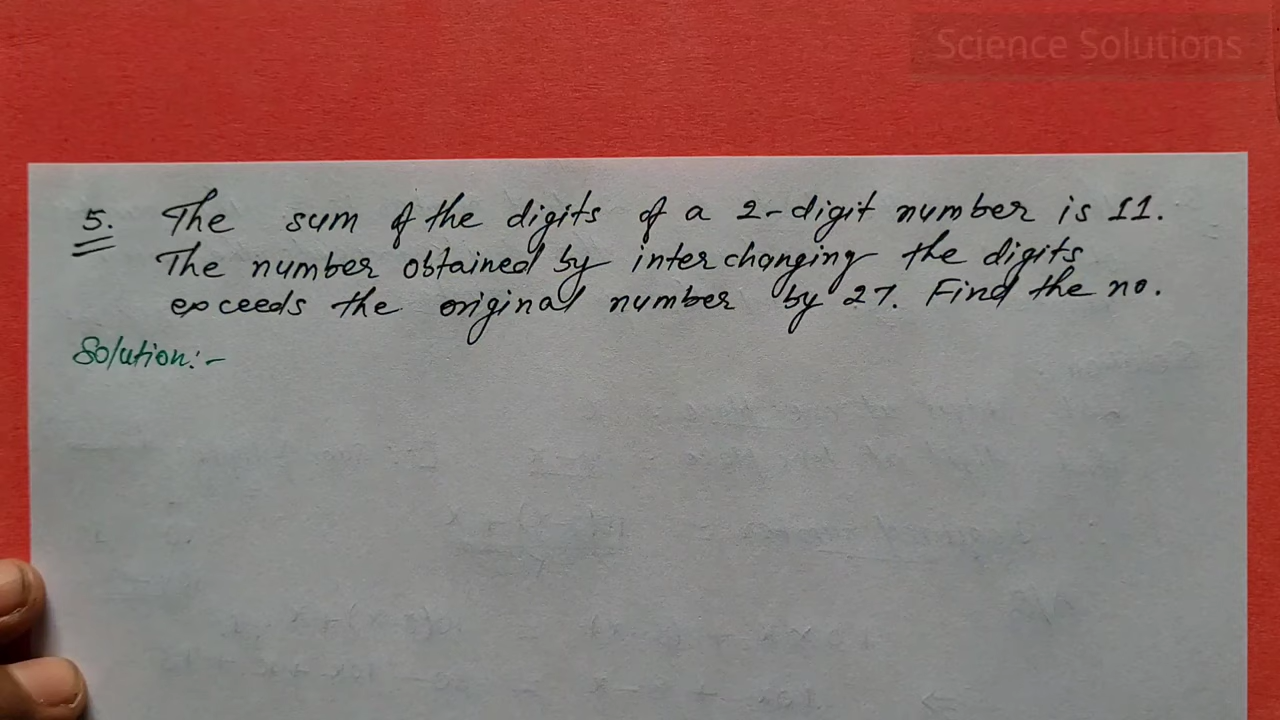 Science Solutions
5. The sum of the digits of a 2-digit number is 11.
The number obtained by interchanging the digits
exceeds the original number by 27. Find the no.
Solution:-